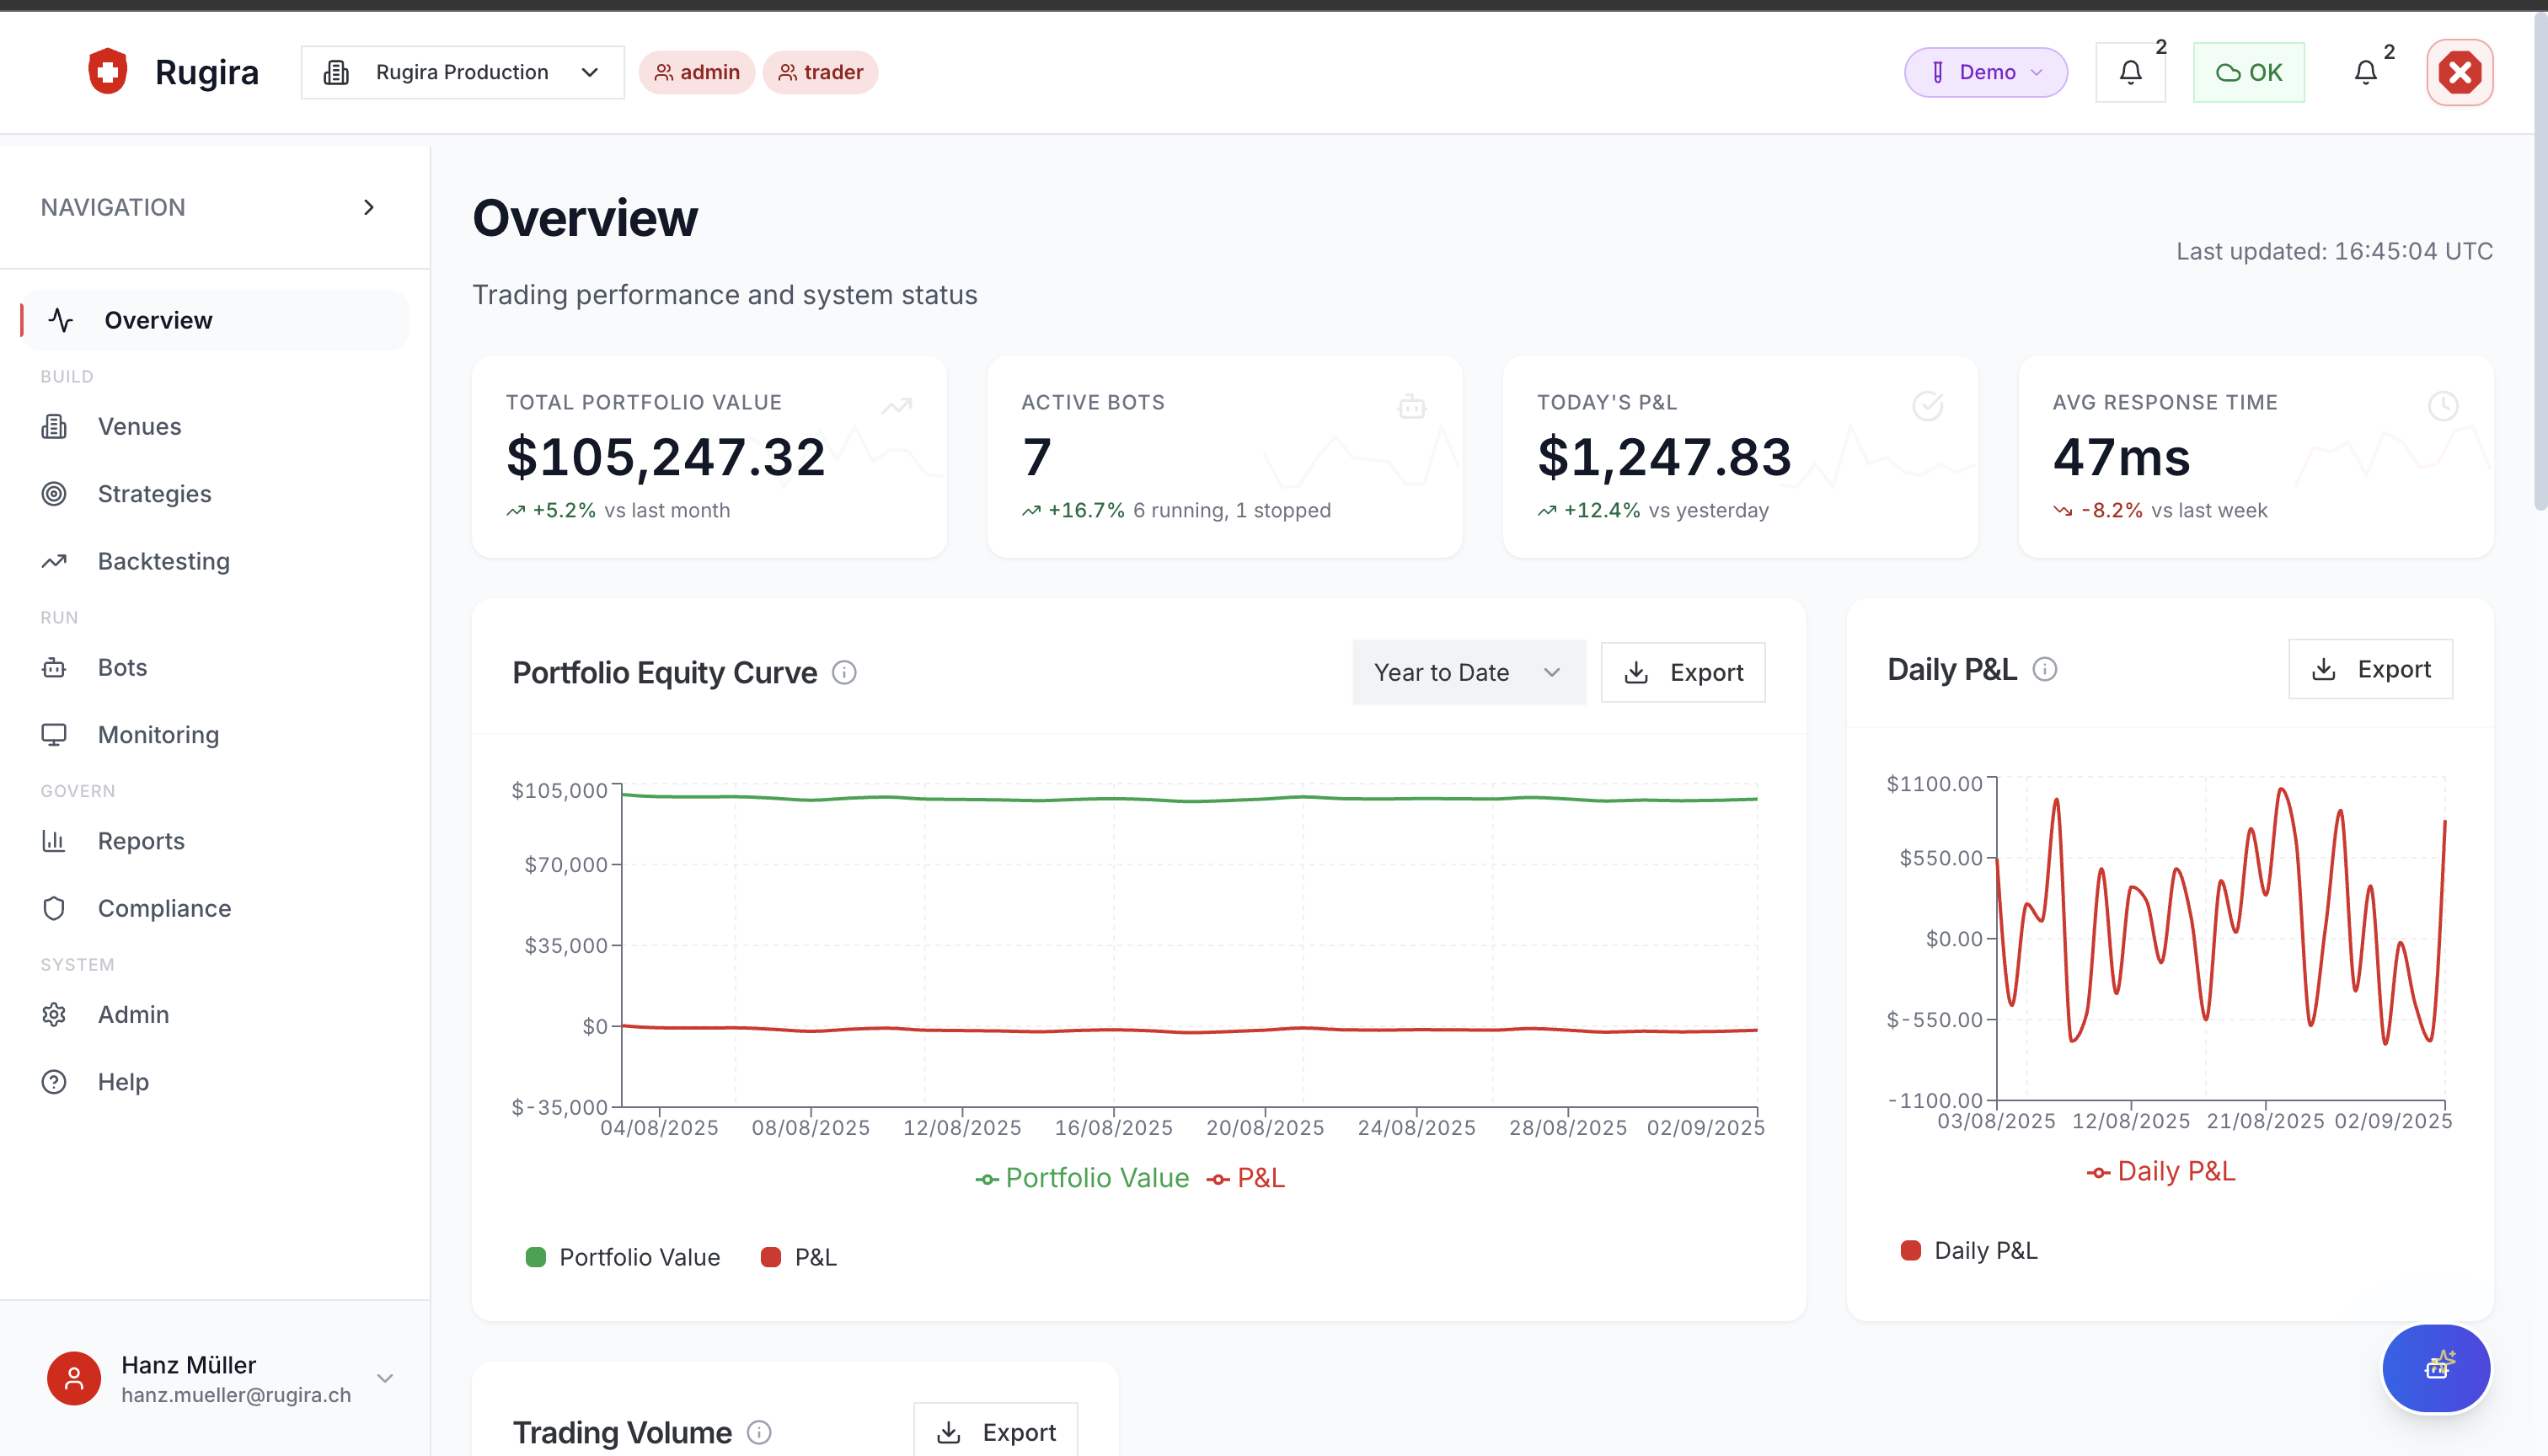 Rugira
Rugira Production
admin
trader
Demo
2
OK
2
NAVIGATION
Overview
BUILD
Venues
Strategies
Backtesting
RUN
Bots
Monitoring
GOVERN
Reports
Compliance
SYSTEM
Admin
Help
Hanz Müller
hanz.mueller@rugira.ch
Overview
Last updated: 16:45:04 UTC
Trading performance and system status
TOTAL PORTFOLIO VALUE
$105,247.32
+5.2% vs last month
ACTIVE BOTS
7
+16.7% 6 running, 1 stopped
TODAY'S P&L
$1,247.83
+12.4% vs yesterday
AVG RESPONSE TIME
47ms
-8.2% vs last week
Portfolio Equity Curve
Year to Date
Export
$105,000
$70,000
$35,000
$0
$-35,000
04/08/2025 08/08/2025 12/08/2025 16/08/2025 20/08/2025 24/08/2025 28/08/2025 02/09/2025
Portfolio Value P&L
Portfolio Value P&L
Daily P&L
Export
$1100.00
$550.00
$0.00
$-550.00
-1100.00
03/08/2025 12/08/2025 21/08/2025 02/09/2025
Daily P&L
Daily P&L
Trading Volume
Export